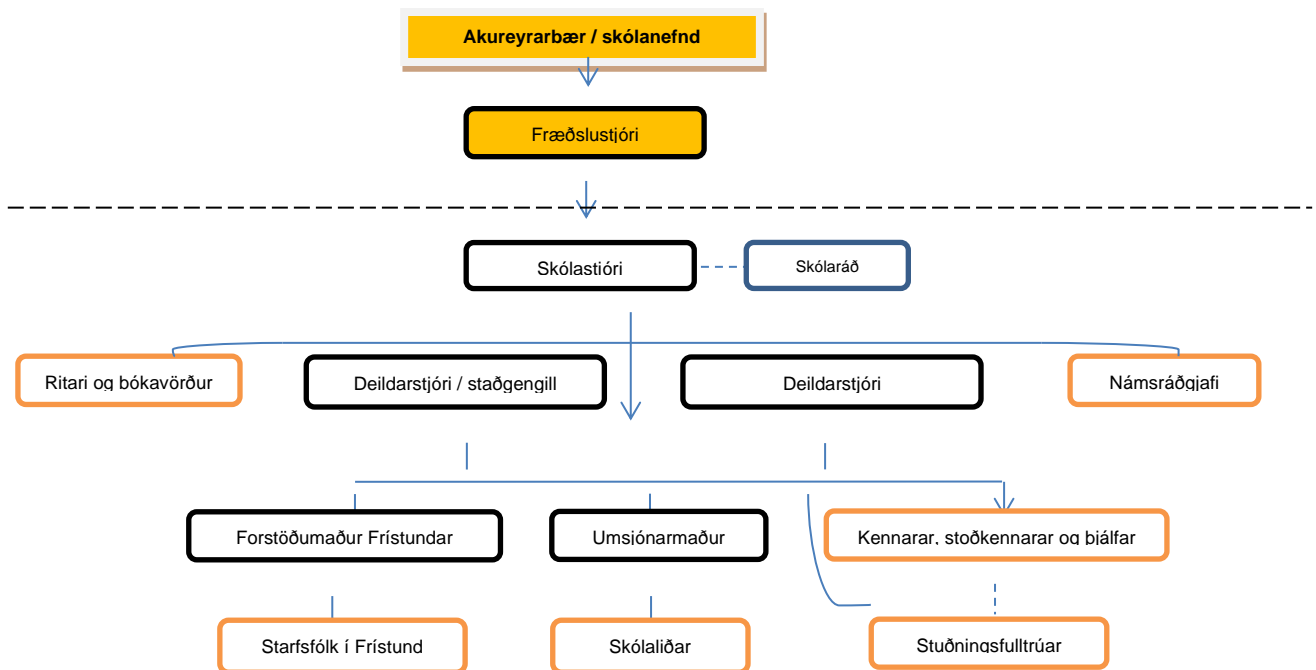 Akureyrarbær / skólanefnd
Fræðslustjóri
Skólastjóri
Skólaráð
Ritari og bókavörður
Deildarstjóri / staðgengill
Deildarstjóri
Námsráðgjafi
Forstöðumaður Frístundar
Umsjónarmaður
Kennarar, stoðkennarar og þjálfar
Starfsfólk í Frístund
Skólaliðar
Stuðningsfulltrúar